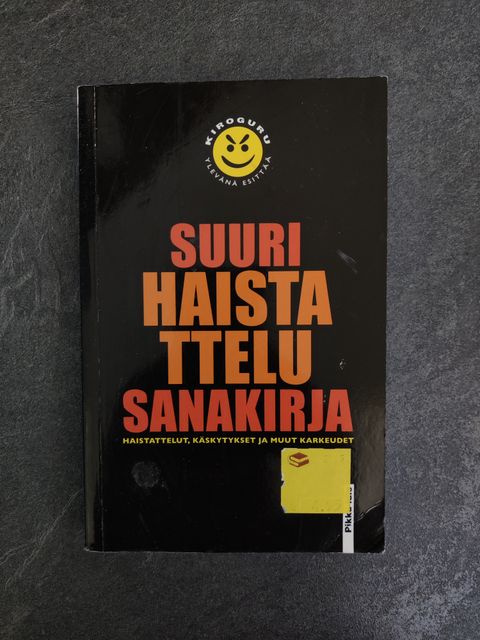 KIROGURU
YLEVÄNÄ ESITTÄÄ
SUURI
HAISTA
TTELU
SANAKIRJA
HAISTATTELUT, KÄSKYTYKSET JA MUUT KARKEUDET